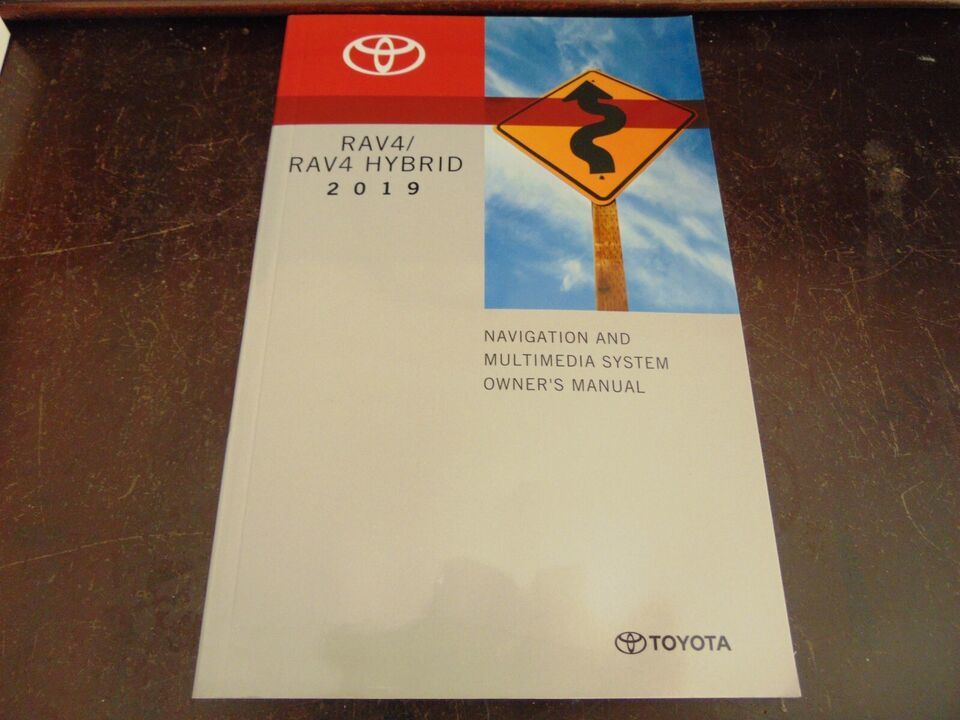 RAV4/
RAV4 HYBRID
2019
NAVIGATION AND
MULTIMEDIA SYSTEM
OWNER'S MANUAL
TOYOTA